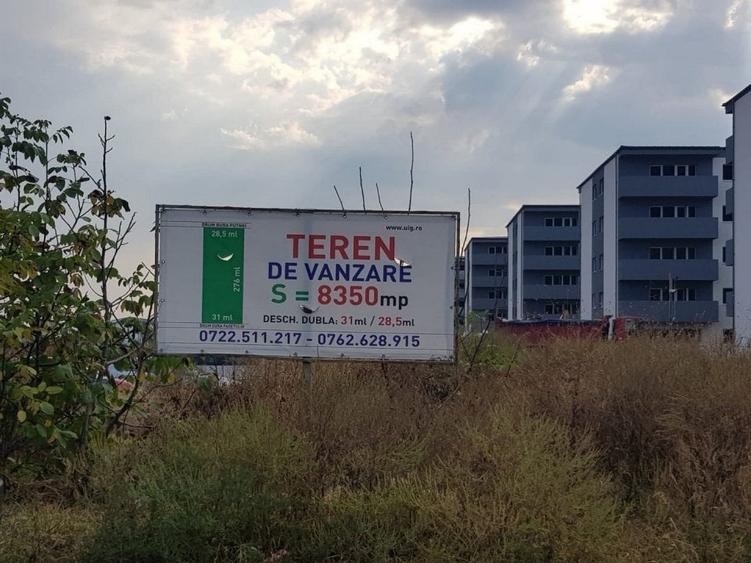 www.uig.ro
28,5 ml
276 ml
31 ml
TEREN
DE VANZARE
S = 8350mp
DESCH. DUBLA: 31ml / 28,5ml
0722.511.217 - 0762.628.915